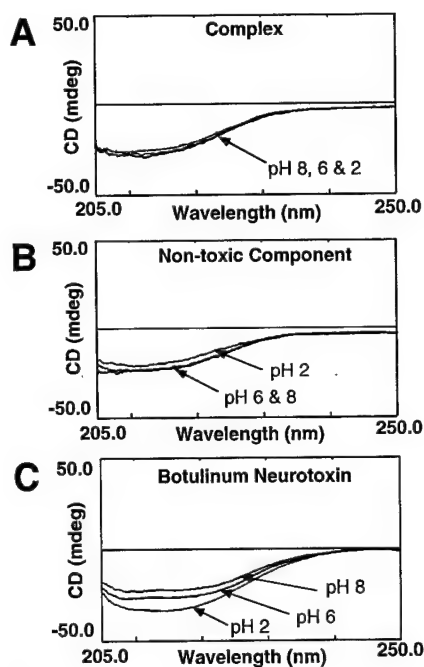 A
50.0
Complex
CD (mdeg)
pH 8, 6 & 2
-50.0
205.0
Wavelength (nm)
250.0
B
50.0
Non-toxic Component
CD (mdeg)
pH 2
pH 6 & 8
-50.0
205.0
Wavelength (nm)
250.0
C
50.0
Botulinum Neurotoxin
CD (mdeg)
pH 8
pH 6
pH 2
-50.0
205.0
Wavelength (nm)
250.0